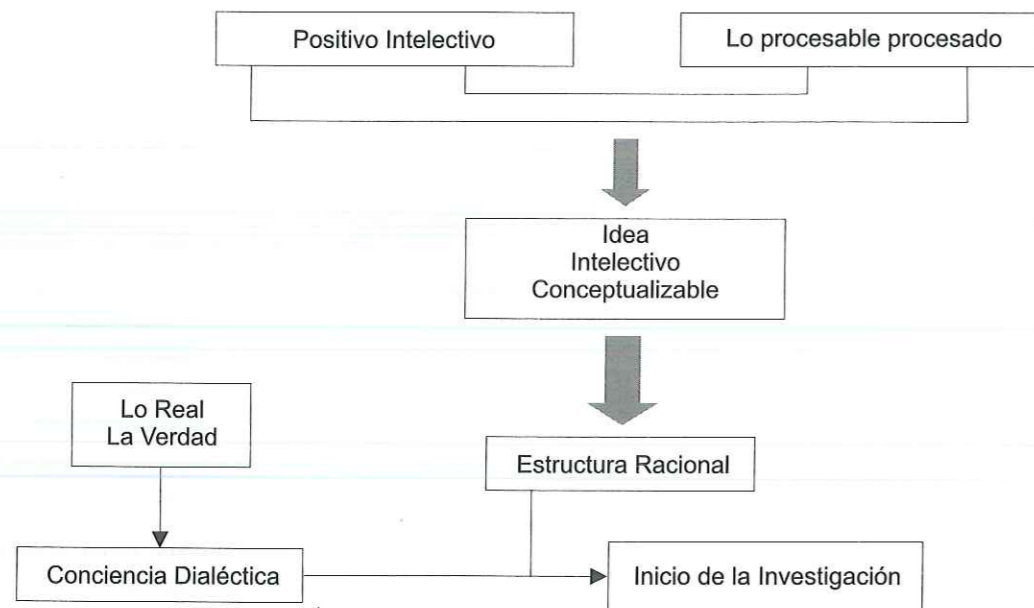 Positivo Intelectivo
Lo procesable procesado
Idea
Intelectivo
Conceptualizable
Lo Real
La Verdad
Estructura Racional
Conciencia Dialéctica
Inicio de la Investigación